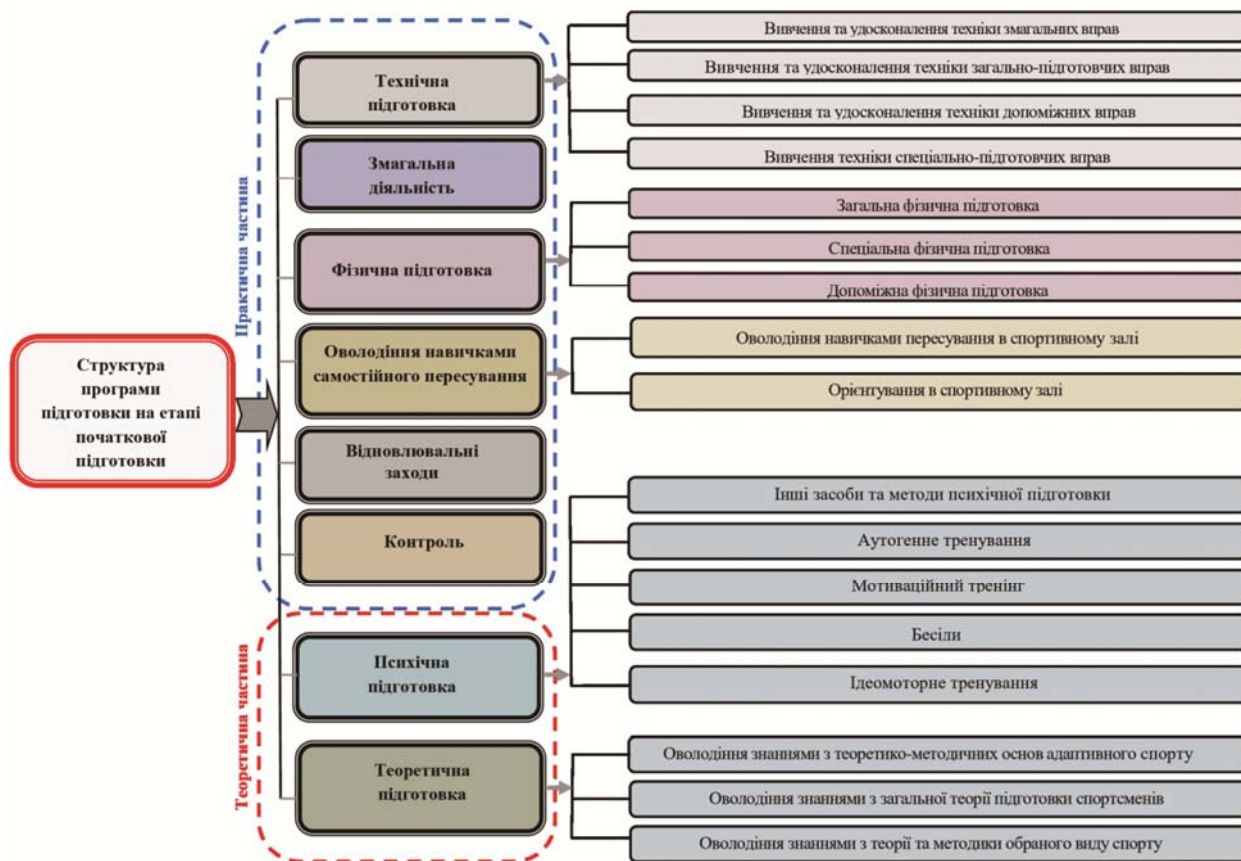 Структура
програми
підготовки на етапі
початкової
підготовки
Практична частина
Технічна
підготовка
Вивчення та удосконалення техніки змагальних вправ
Вивчення та удосконалення техніки загально-підготовчих вправ
Вивчення та удосконалення техніки допоміжних вправ
Вивчення техніки спеціально-підготовчих вправ
Змагальна
діяльність
Фізична підготовка
Загальна фізична підготовка
Спеціальна фізична підготовка
Допоміжна фізична підготовка
Оволодіння навичками
самостійного пересування
Оволодіння навичками пересування в спортивному залі
Орієнтування в спортивному залі
Відновлювальні
заходи
Контроль
Теоретична частина
Психічна
підготовка
Інші засоби та методи психічної підготовки
Аутогенне тренування
Мотиваційний тренінг
Бесіли
Ідеомоторне тренування
Теоретична
підготовка
Оволодіння знаннями з теоретико-методичних основ адаптивного спорту
Оволодіння знаннями з загальної теорії підготовки спортсменів
Оволодіння знаннями з теорії та методики обраного виду спорту